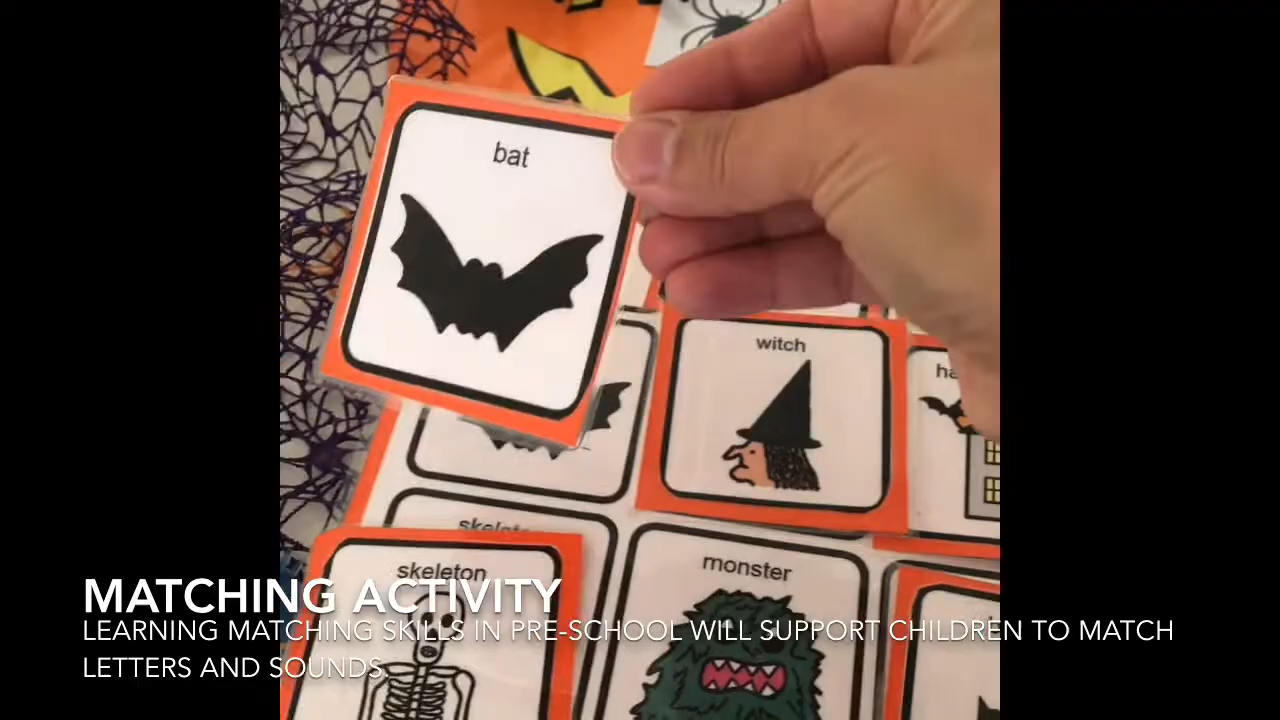 bat
witch
skeleton
monster
MATCHING ACTIVITY
LEARNING MATCHING SKILLS IN PRE-SCHOOL WILL SUPPORT CHILDREN TO MATCH
LETTERS AND SOUNDS.